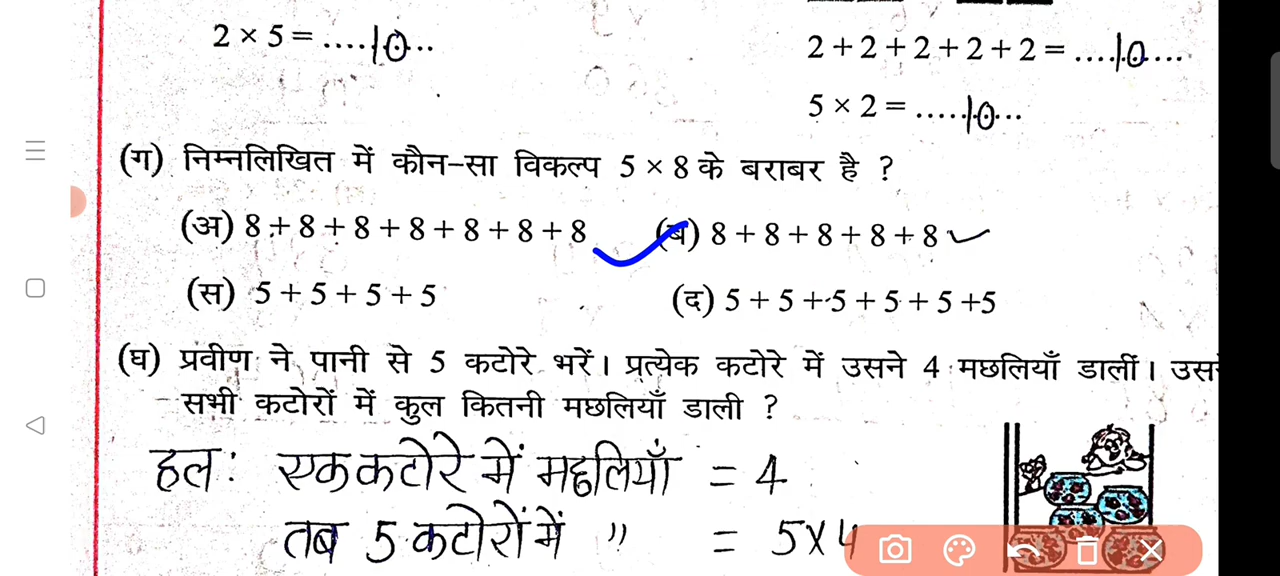 2 × 5 = ....10...
2 + 2 + 2 + 2 + 2 = ....10....
5 × 2 = .....10...
(ग) निम्नलिखित में कौन-सा विकल्प 5 × 8 के बराबर है ?
(अ) 8 + 8 + 8 + 8 + 8 + 8 + 8 (ब) 8 + 8 + 8 + 8 + 8 ✓
(स) 5 + 5 + 5 + 5 (द) 5 + 5 + 5 + 5 + 5 +5
(घ) प्रवीण ने पानी से 5 कटोरे भरें। प्रत्येक कटोरे में उसने 4 मछलियाँ डालीं।
सभी कटोरों में कुल कितनी मछलियाँ डाली ?
हल: एक कटोरे में मछलियाँ = 4
तब 5 कटोरों में " = 5×4